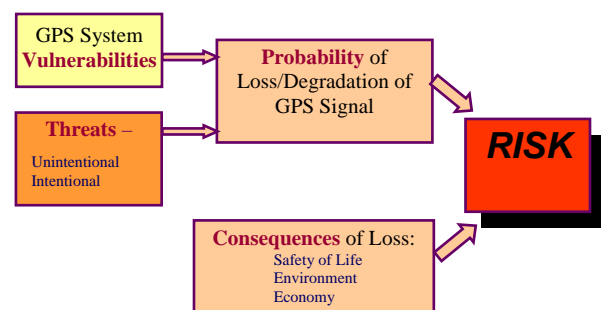 GPS System
Vulnerabilities
Threats –
Unintentional
Intentional
Probability of
Loss/Degradation of
GPS Signal
Consequences of Loss:
Safety of Life
Environment
Economy
RISK